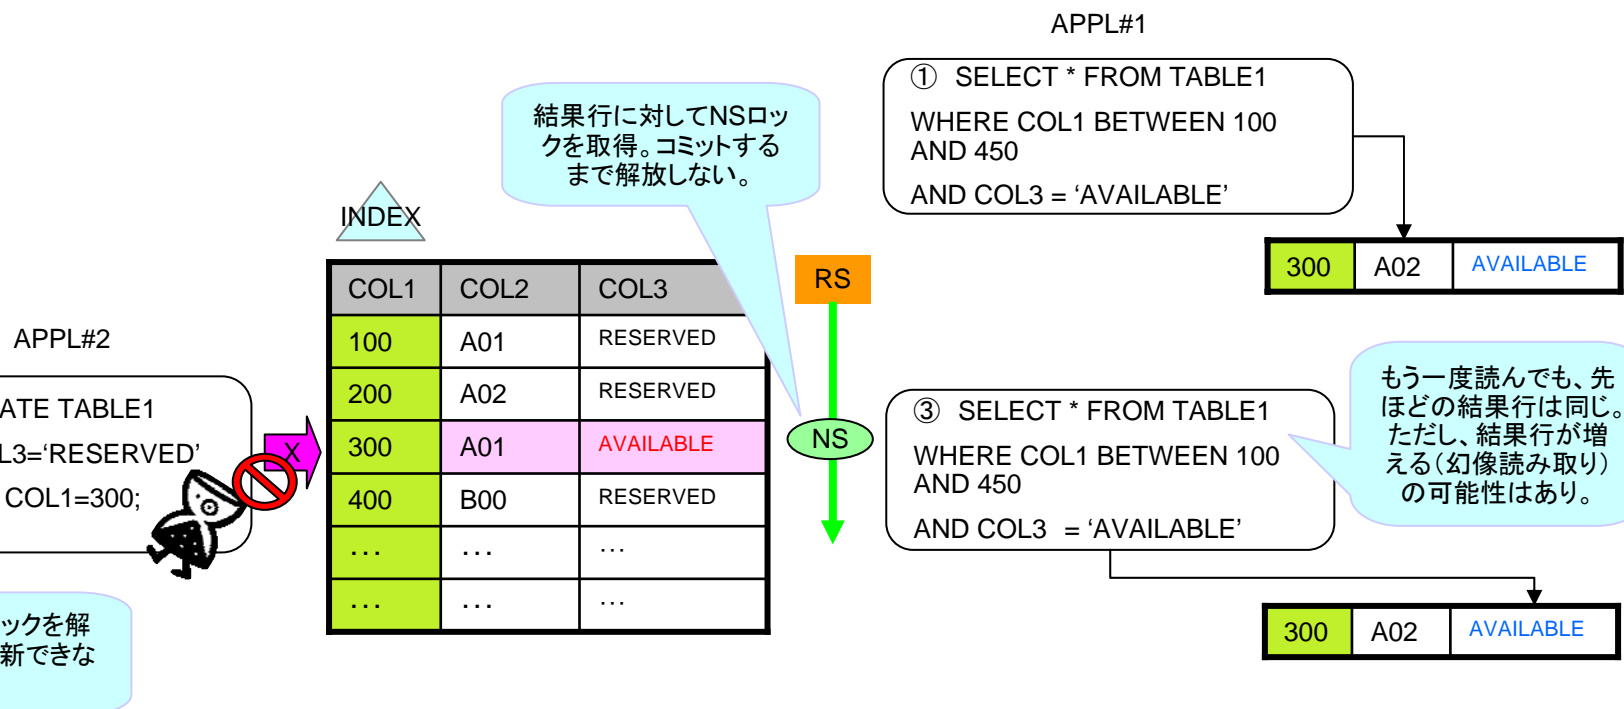 APPL#1
① SELECT * FROM TABLE1
WHERE COL1 BETWEEN 100
AND 450
AND COL3 = ‘AVAILABLE’
300 A02 AVAILABLE
結果行に対してNSロッ
クを取得。コミットする
まで解放しない。
INDEX
COL1 COL2 COL3
100 A01 RESERVED
200 A02 RESERVED
300 A01 AVAILABLE
400 B00 RESERVED
... ... ...
... ... ...
RS
NS
APPL#2
ATE TABLE1
L3=‘RESERVED’
COL1=300;
X
ックを解
新できな
③ SELECT * FROM TABLE1
WHERE COL1 BETWEEN 100
AND 450
AND COL3 = ‘AVAILABLE’
もう一度読んでも、先
ほどの結果行は同じ。
ただし、結果行が増
える（幻像読み取り）
の可能性はあり。
300 A02 AVAILABLE